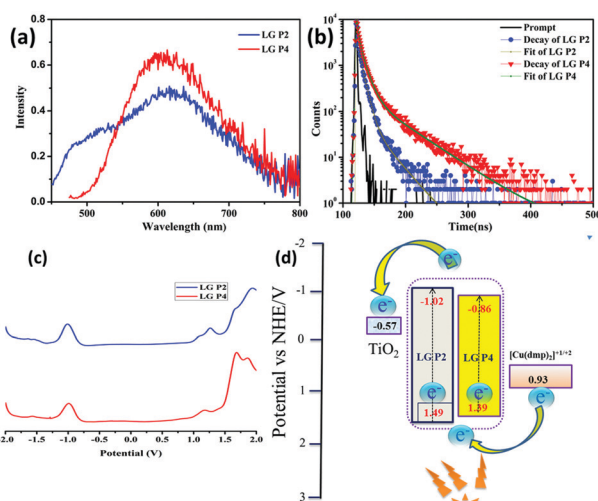 (a)
LG P2
LG P4
Intensity
0.6
0.4
0.2
0.0
500
600
700
800
Wavelength (nm)
(b)
Prompt
Decay of LG P2
Fit of LG P2
Decay of LG P4
Fit of LG P4
Counts
10⁴
10³
10²
10¹
10⁰
100
200
300
400
500
Time(ns)
(c)
LG P2
LG P4
-2.0
-1.5
-1.0
-0.5
0.0
0.5
1.0
1.5
2.0
Potential (V)
(d)
Potential vs NHE/V
-2
-1
0
1
2
3
e⁻
e⁻
-0.57
TiO₂
-1.02
LG P2
e⁻
1.49
-0.86
LG P4
e⁻
1.39
[Cu(dmp)₂]⁺¹/⁺²
0.93
e⁻
e⁻